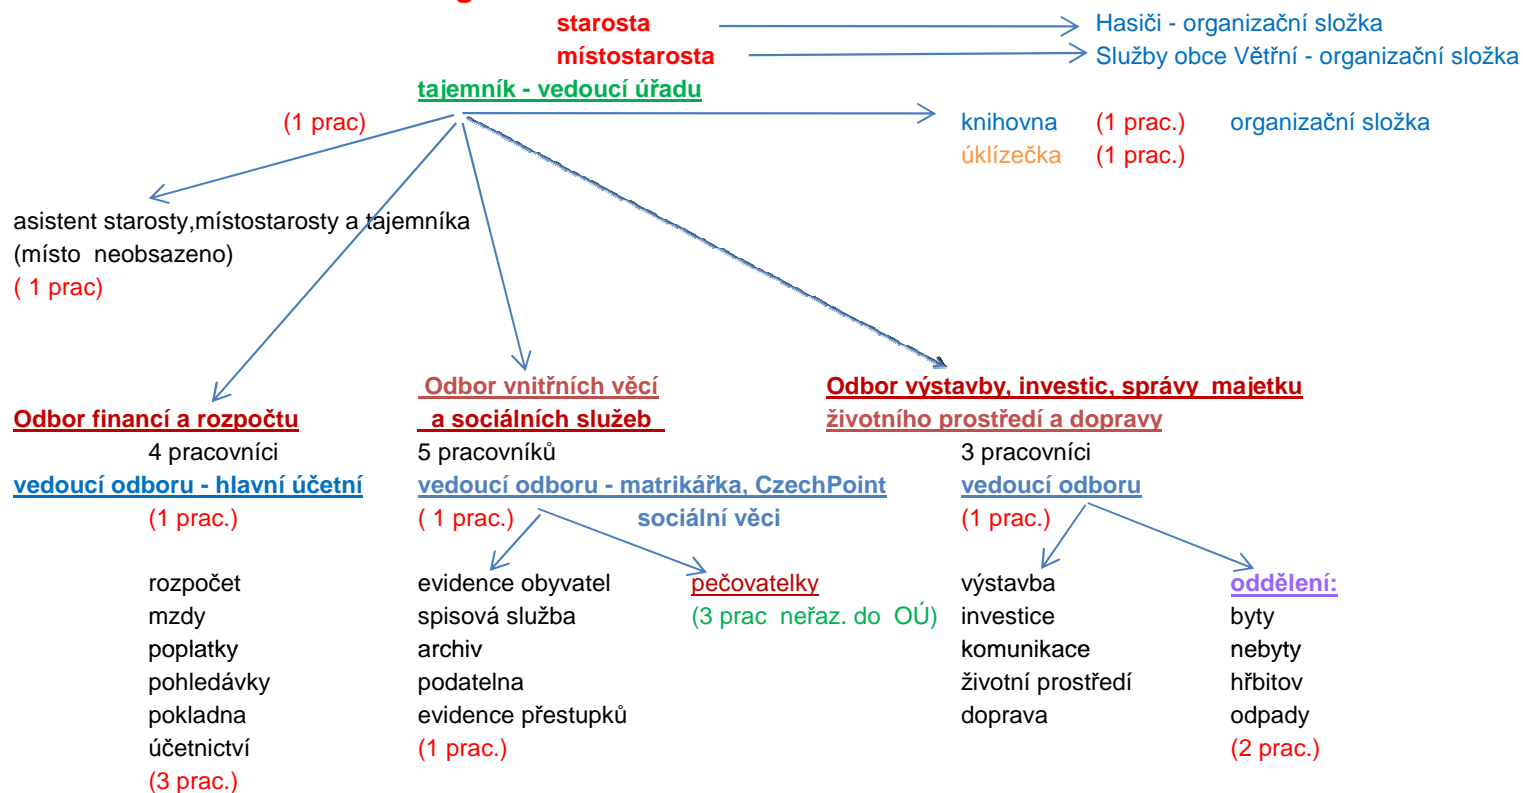 starosta Hasiči - organizační složka
místostarosta Služby obce Větřní - organizační složka
tajemník - vedoucí úřadu
(1 prac) knihovna (1 prac.) organizační složka
úklízečka (1 prac.)
asistent starosty,místostarosty a tajemníka
(místo neobsazeno)
( 1 prac)
Odbor vnitřních věcí Odbor výstavby, investic, správy majetku
Odbor financí a rozpočtu a sociálních služeb životního prostředí a dopravy
4 pracovníci 5 pracovníků 3 pracovníci
vedoucí odboru - hlavní účetní vedoucí odboru - matrikářka, CzechPoint vedoucí odboru
(1 prac.) ( 1 prac.) sociální věci (1 prac.)
rozpočet evidence obyvatel pečovatelky výstavba oddělení:
mzdy spisová služba (3 prac neřaz. do OÚ) investice byty
poplatky archiv komunikace nebyty
pohledávky podatelna životní prostředí hřbitov
pokladna evidence přestupků doprava odpady
účetnictví (1 prac.) (2 prac.)
(3 prac.)